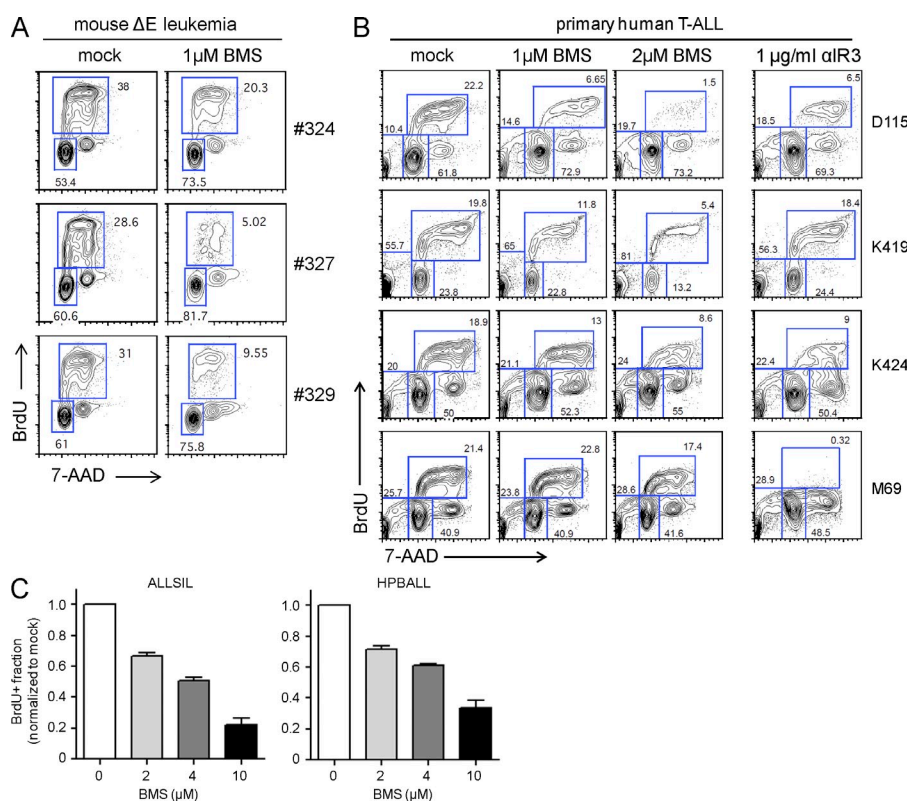 A
mouse ΔE leukemia
mock
1µM BMS
38
53.4
20.3
73.5
#324
28.6
60.6
5.02
81.7
#327
31
61
9.55
75.8
#329
BrdU
7-AAD
B
primary human T-ALL
mock
1µM BMS
2µM BMS
1 µg/ml αIR3
22.2
10.4
61.8
6.65
14.6
72.9
1.5
19.7
73.2
6.5
18.5
69.3
D115
19.8
55.7
23.8
11.8
65
22.8
5.4
81
13.2
18.4
56.3
24.4
K419
18.9
20
50
13
21.1
52.3
8.6
24
55
9
22.4
50.4
K424
21.4
25.7
40.9
22.8
23.8
40.9
17.4
28.6
41.6
0.32
28.9
48.5
M69
BrdU
7-AAD
C
ALLSIL
BrdU+ fraction
(normalized to mock)
1.0
0.8
0.6
0.4
0.2
0
0 2 4 10
BMS (µM)
HPBALL
1.0
0.8
0.6
0.4
0.2
0
0 2 4 10
BMS (µM)